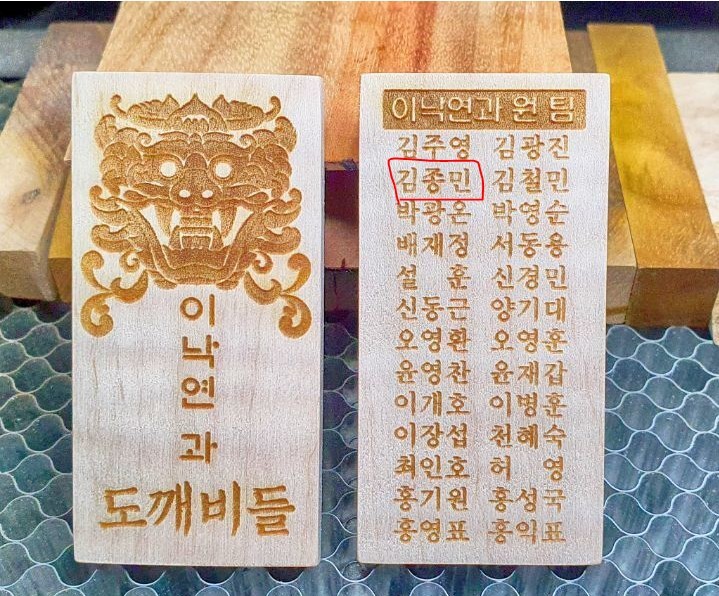 이낙연과
도깨비들
이낙연과 원팀
김주영 김광진
김종민 김철민
박광온 박영순
배재정 서동용
설 훈 신경민
신동근 양기대
오영환 오영훈
윤영찬 윤재갑
이개호 이병훈
이장섭 천혜숙
최인호 허 영
홍기원 홍성국
홍영표 홍익표